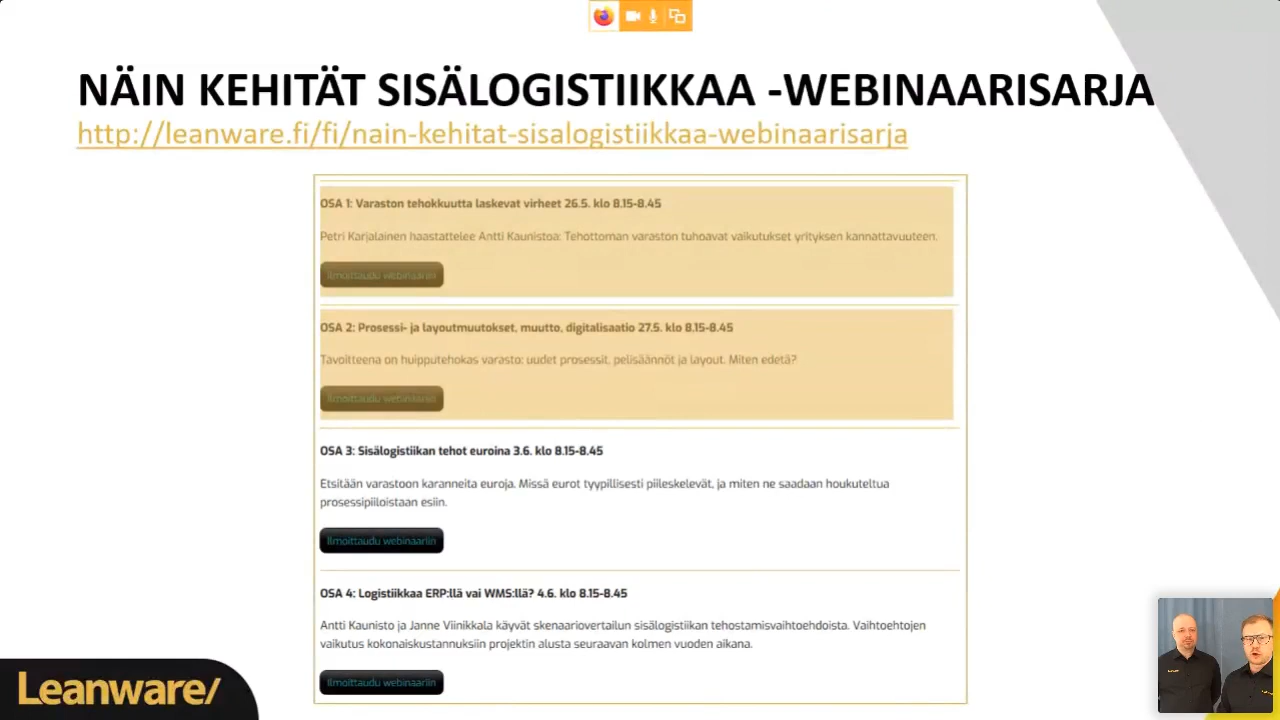 NÄIN KEHITÄT SISÄLOGISTIIKKAA -WEBINAARISARJA
http://leanware.fi/fi/nain-kehitat-sisalogistiikkaa-webinaarisarja
OSA 1: Varaston tehokkuutta laskevat virheet 26.5. klo 8.15-8.45
Petri Karjalainen haastattelee Antti Kaunistoa: Tehottoman varaston tuhoavat vaikutukset yrityksen kannattavuuteen.
Ilmoittaudu webinaariin
OSA 2: Prosessi- ja layoutmuutokset, muutto, digitalisaatio 27.5. klo 8.15-8.45
Tavoitteena on huipputehokas varasto: uudet prosessit, pelisäännöt ja layout. Miten edetä?
Ilmoittaudu webinaariin
OSA 3: Sisälogistiikan tehot euroina 3.6. klo 8.15-8.45
Etsitään varastoon karanneita euroja. Missä eurot tyypillisesti piileskelevät, ja miten ne saadaan houkuteltua
prosessipiiloistaan esiin.
Ilmoittaudu webinaariin
OSA 4: Logistiikkaa ERP:llä vai WMS:llä? 4.6. klo 8.15-8.45
Antti Kaunisto ja Janne Viinikkala käyvät skenaariovertailun sisälogistiikan tehostamisvaihtoehdoista. Vaihtoehtojen
vaikutus kokonaiskustannuksiin projektin alusta seuraavan kolmen vuoden aikana.
Ilmoittaudu webinaariin
Leanware/